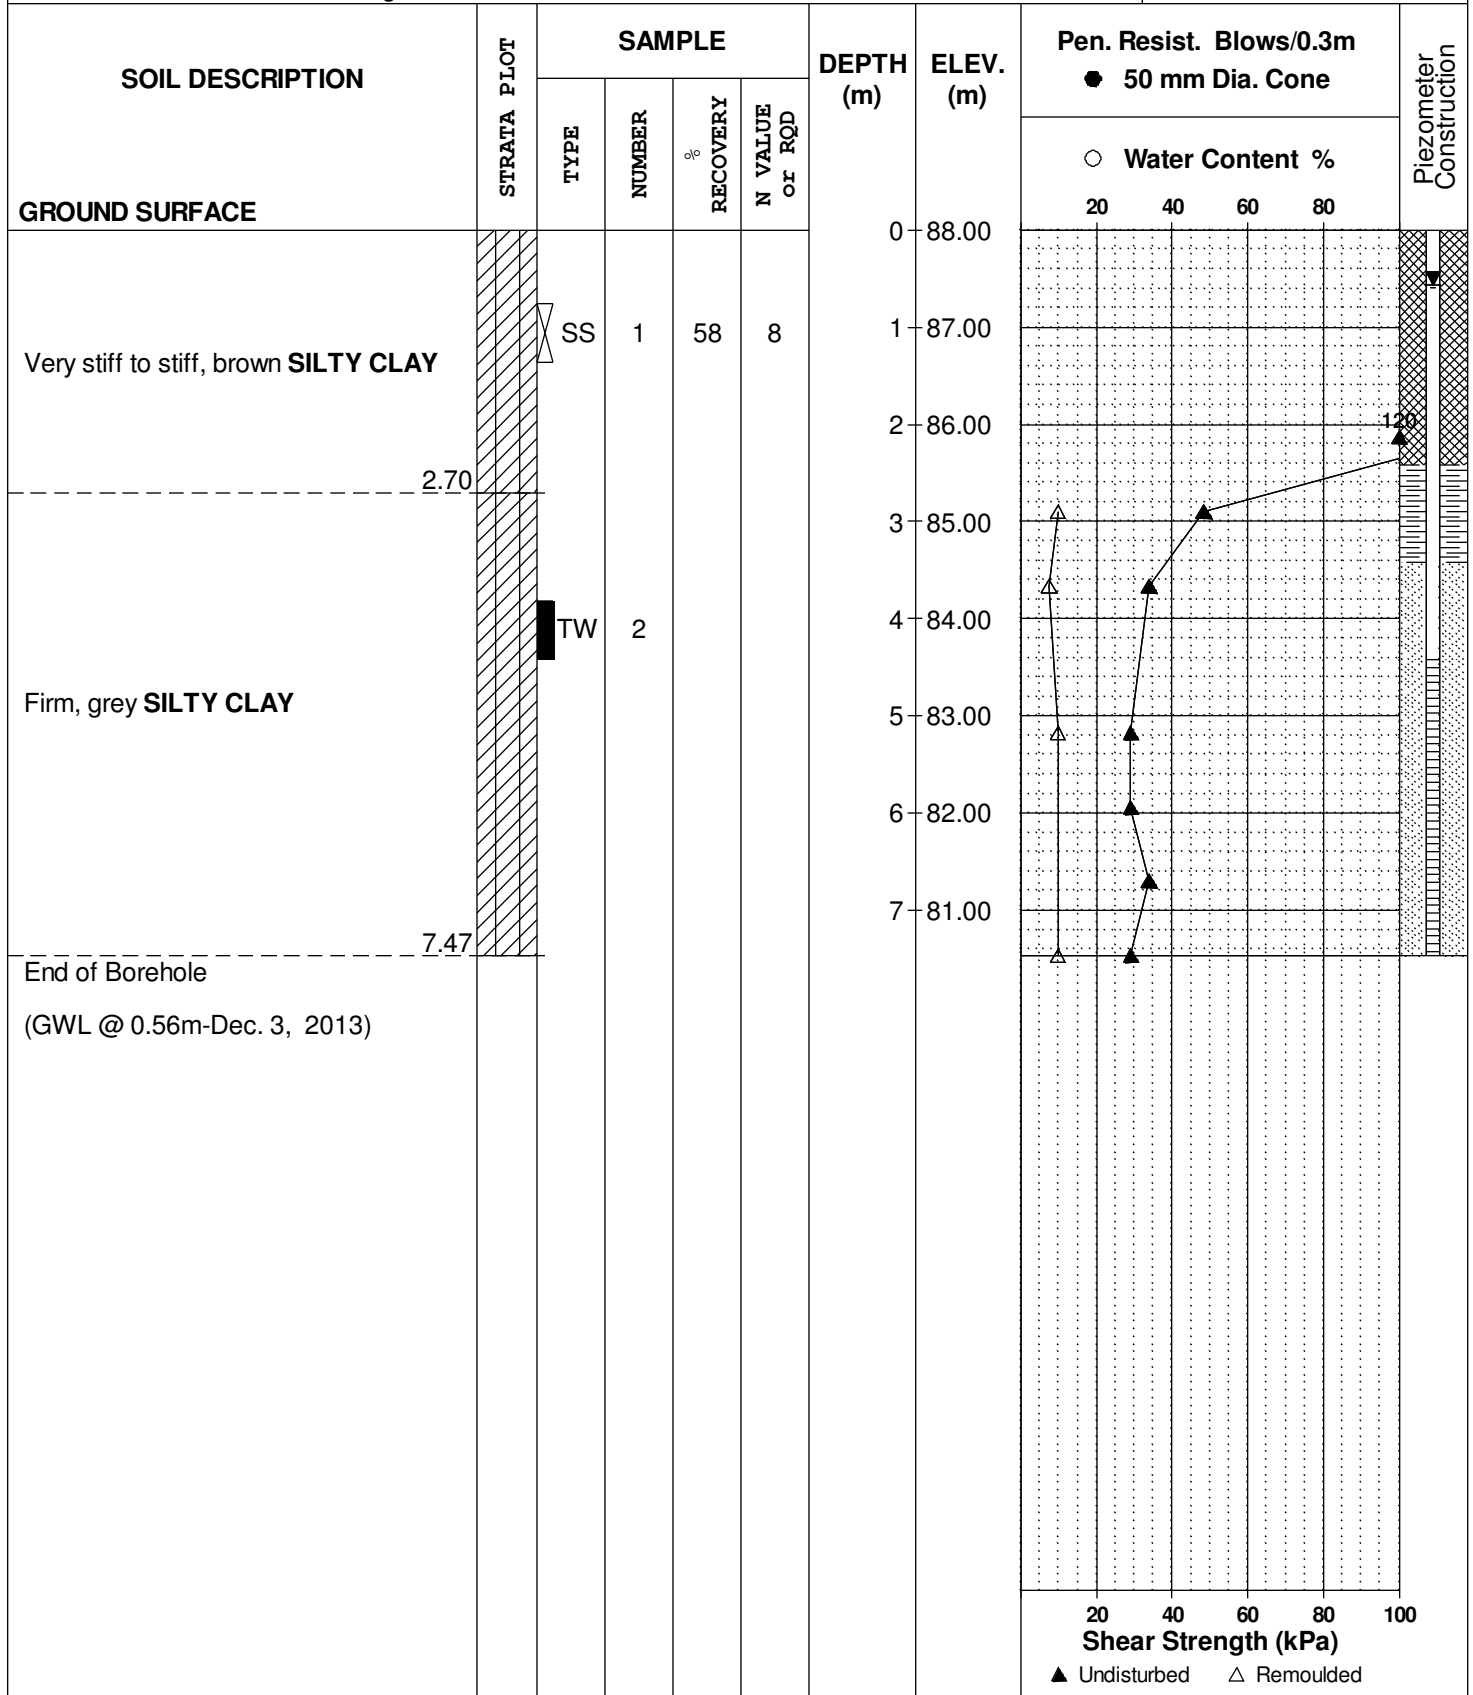 SOIL DESCRIPTION
GROUND SURFACE
STRATA PLOT
SAMPLE
TYPE
NUMBER
%
RECOVERY
N VALUE
or RQD
DEPTH
(m)
ELEV.
(m)
Pen. Resist. Blows/0.3m
● 50 mm Dia. Cone
○ Water Content %
20 40 60 80
Piezometer
Construction
0 88.00
SS 1 58 8
1 87.00
Very stiff to stiff, brown SILTY CLAY
2 86.00
120
2.70
3 85.00
4 84.00
TW 2
Firm, grey SILTY CLAY
5 83.00
6 82.00
7 81.00
7.47
End of Borehole
(GWL @ 0.56m-Dec. 3, 2013)
20 40 60 80 100
Shear Strength (kPa)
▲ Undisturbed △ Remoulded